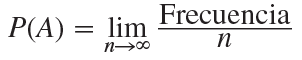 P(A) = lim n→∞ Frecuencia / n